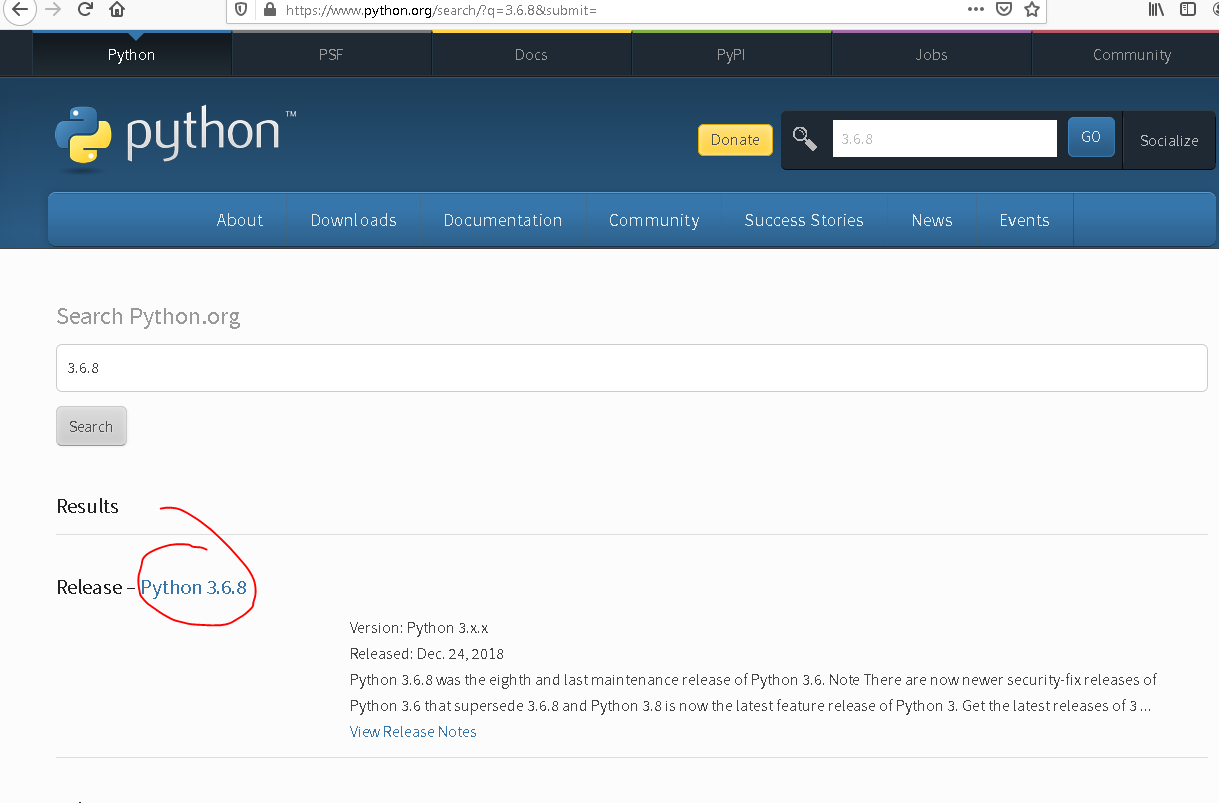 https://www.python.org/search/?q=3.6.8&submit=
Python PSF Docs PyPI Jobs Community
python™
Donate 3.6.8 GO Socialize
About Downloads Documentation Community Success Stories News Events
Search Python.org
3.6.8
Search
Results
Release – Python 3.6.8
Version: Python 3.x.x
Released: Dec. 24, 2018
Python 3.6.8 was the eighth and last maintenance release of Python 3.6. Note There are now newer security-fix releases of
Python 3.6 that supersede 3.6.8 and Python 3.8 is now the latest feature release of Python 3. Get the latest releases of 3 ...
View Release Notes